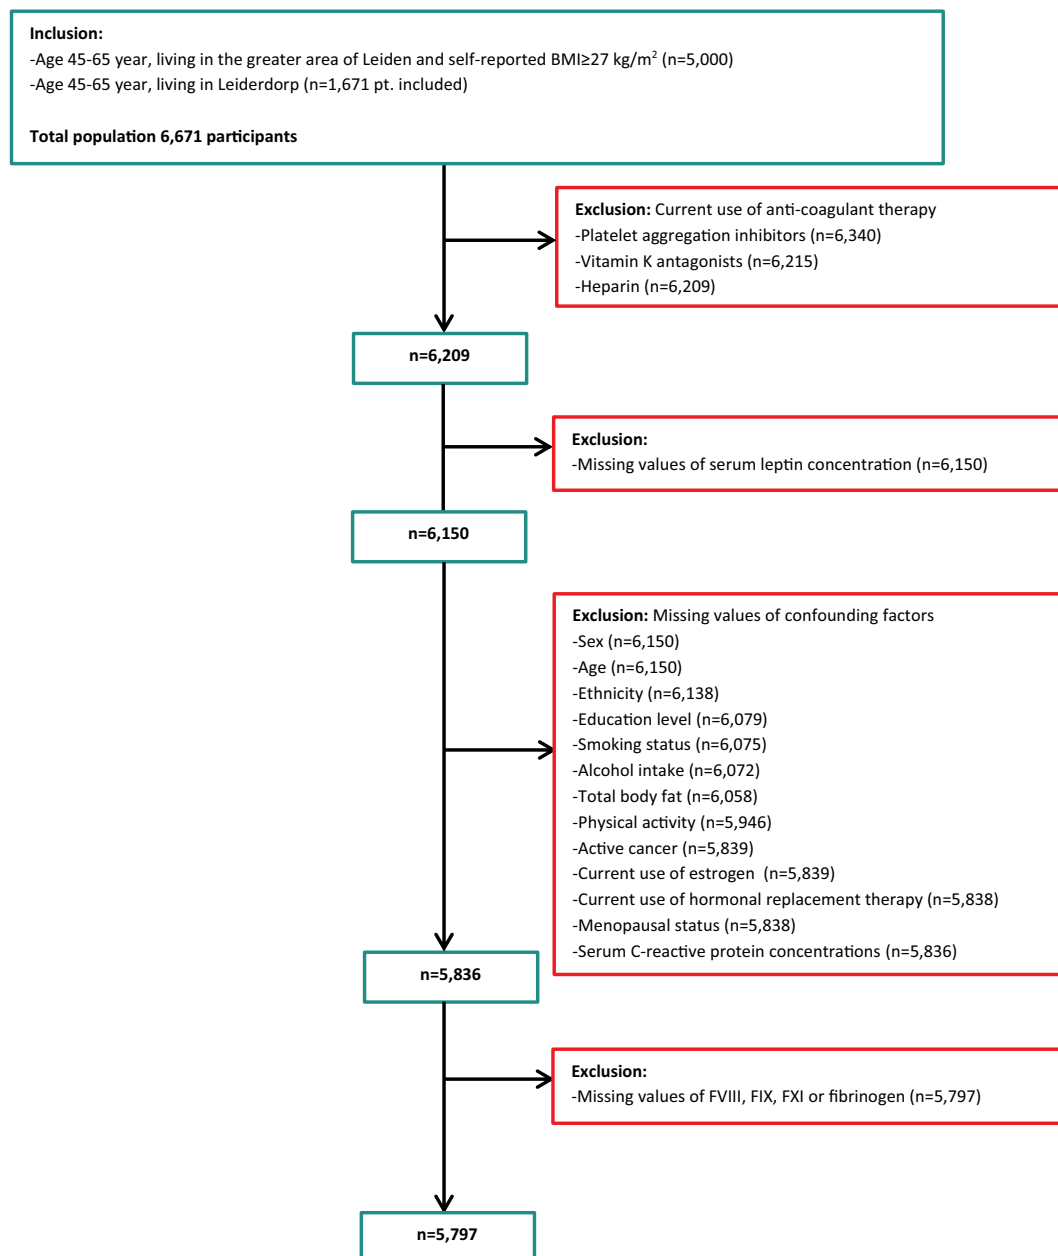 Inclusion:
-Age 45-65 year, living in the greater area of Leiden and self-reported BMI≥27 kg/m² (n=5,000)
-Age 45-65 year, living in Leiderdorp (n=1,671 pt. included)
Total population 6,671 participants
Exclusion: Current use of anti-coagulant therapy
-Platelet aggregation inhibitors (n=6,340)
-Vitamin K antagonists (n=6,215)
-Heparin (n=6,209)
n=6,209
Exclusion:
-Missing values of serum leptin concentration (n=6,150)
n=6,150
Exclusion: Missing values of confounding factors
-Sex (n=6,150)
-Age (n=6,150)
-Ethnicity (n=6,138)
-Education level (n=6,079)
-Smoking status (n=6,075)
-Alcohol intake (n=6,072)
-Total body fat (n=6,058)
-Physical activity (n=5,946)
-Active cancer (n=5,839)
-Current use of estrogen (n=5,839)
-Current use of hormonal replacement therapy (n=5,838)
-Menopausal status (n=5,838)
-Serum C-reactive protein concentrations (n=5,836)
n=5,836
Exclusion:
-Missing values of FVIII, FIX, FXI or fibrinogen (n=5,797)
n=5,797